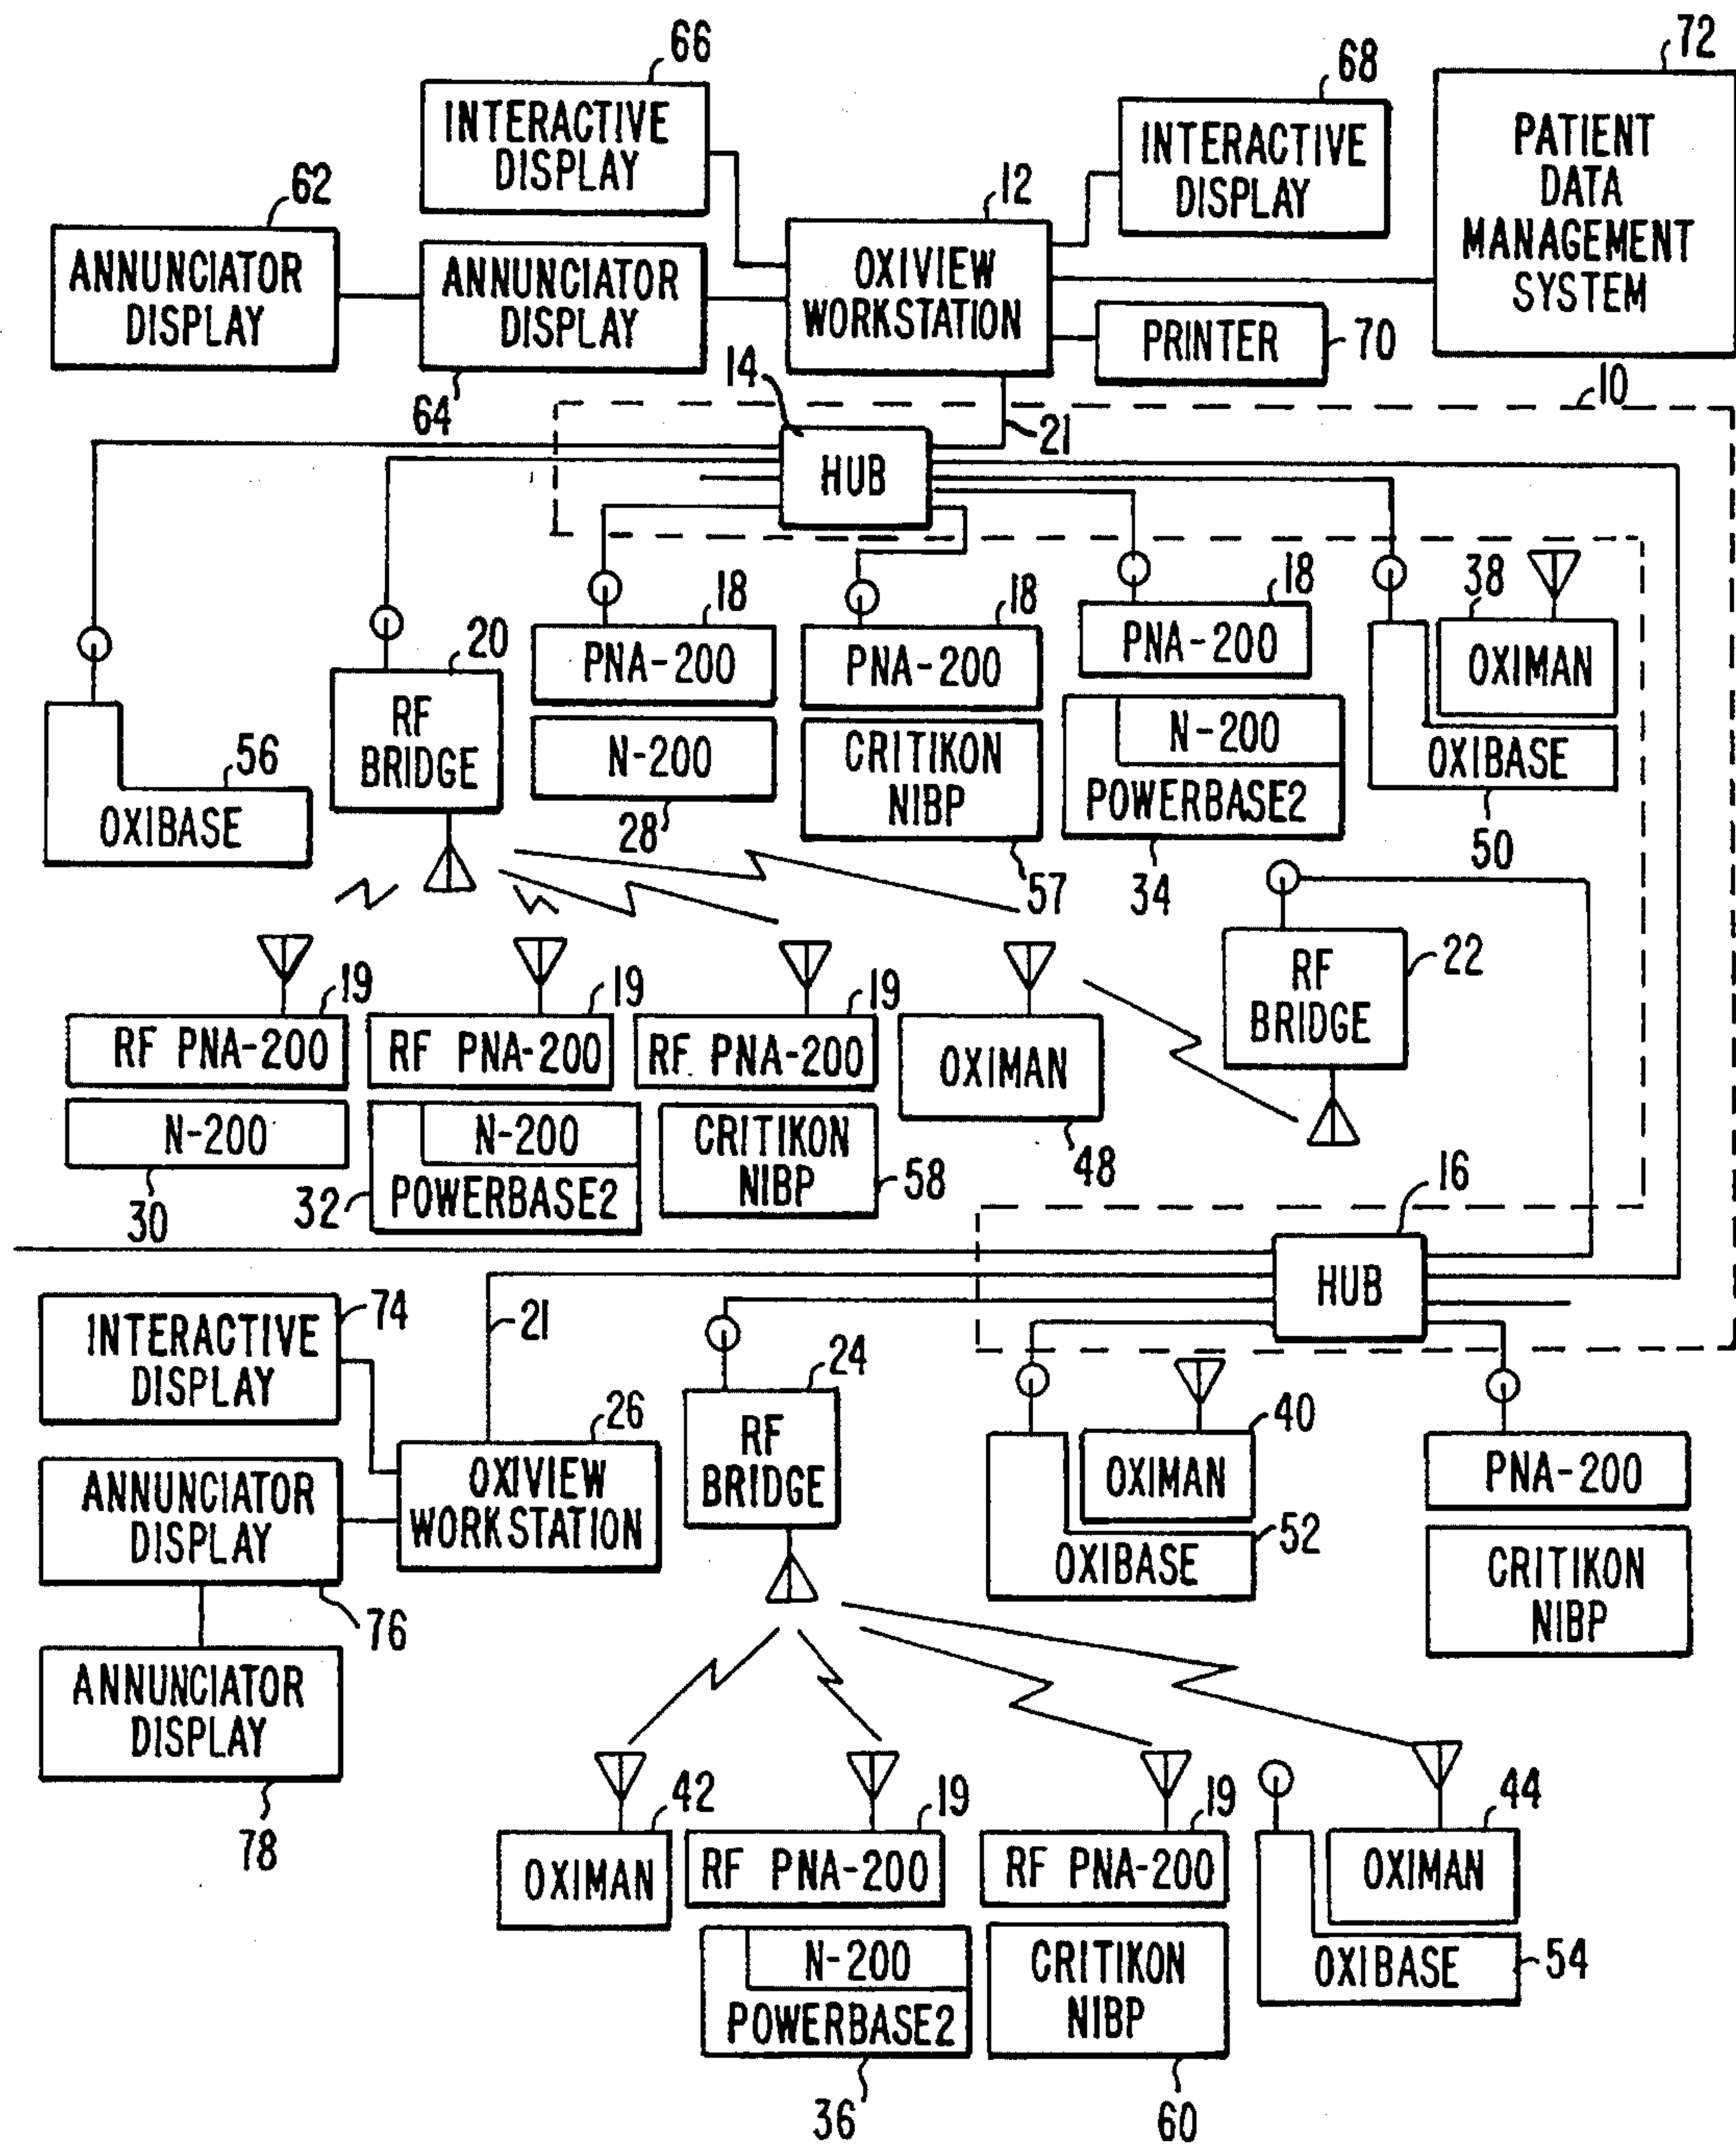 66
INTERACTIVE
DISPLAY
68
INTERACTIVE
DISPLAY
72
PATIENT
DATA
MANAGEMENT
SYSTEM
62
ANNUNCIATOR
DISPLAY
64
ANNUNCIATOR
DISPLAY
12
OXIVIEW
WORKSTATION
PRINTER
70
10
14
HUB
21
56
OXIBASE
20
RF
BRIDGE
18
PNA-200
N-200
28
18
PNA-200
CRITIKON
NIBP
57
18
PNA-200
N-200
POWERBASE2
34
38
OXIMAN
OXIBASE
50
RF
BRIDGE
22
19
RF PNA-200
N-200
30
19
RF PNA-200
N-200
32
POWERBASE2
19
RF PNA-200
CRITIKON
NIBP
58
OXIMAN
48
16
HUB
INTERACTIVE
DISPLAY
74
21
26
OXIVIEW
WORKSTATION
ANNUNCIATOR
DISPLAY
76
ANNUNCIATOR
DISPLAY
78
24
RF
BRIDGE
40
OXIMAN
52
OXIBASE
PNA-200
CRITIKON
NIBP
42
OXIMAN
19
RF PNA-200
N-200
POWERBASE2
36
19
RF PNA-200
CRITIKON
NIBP
60
44
OXIMAN
OXIBASE
54